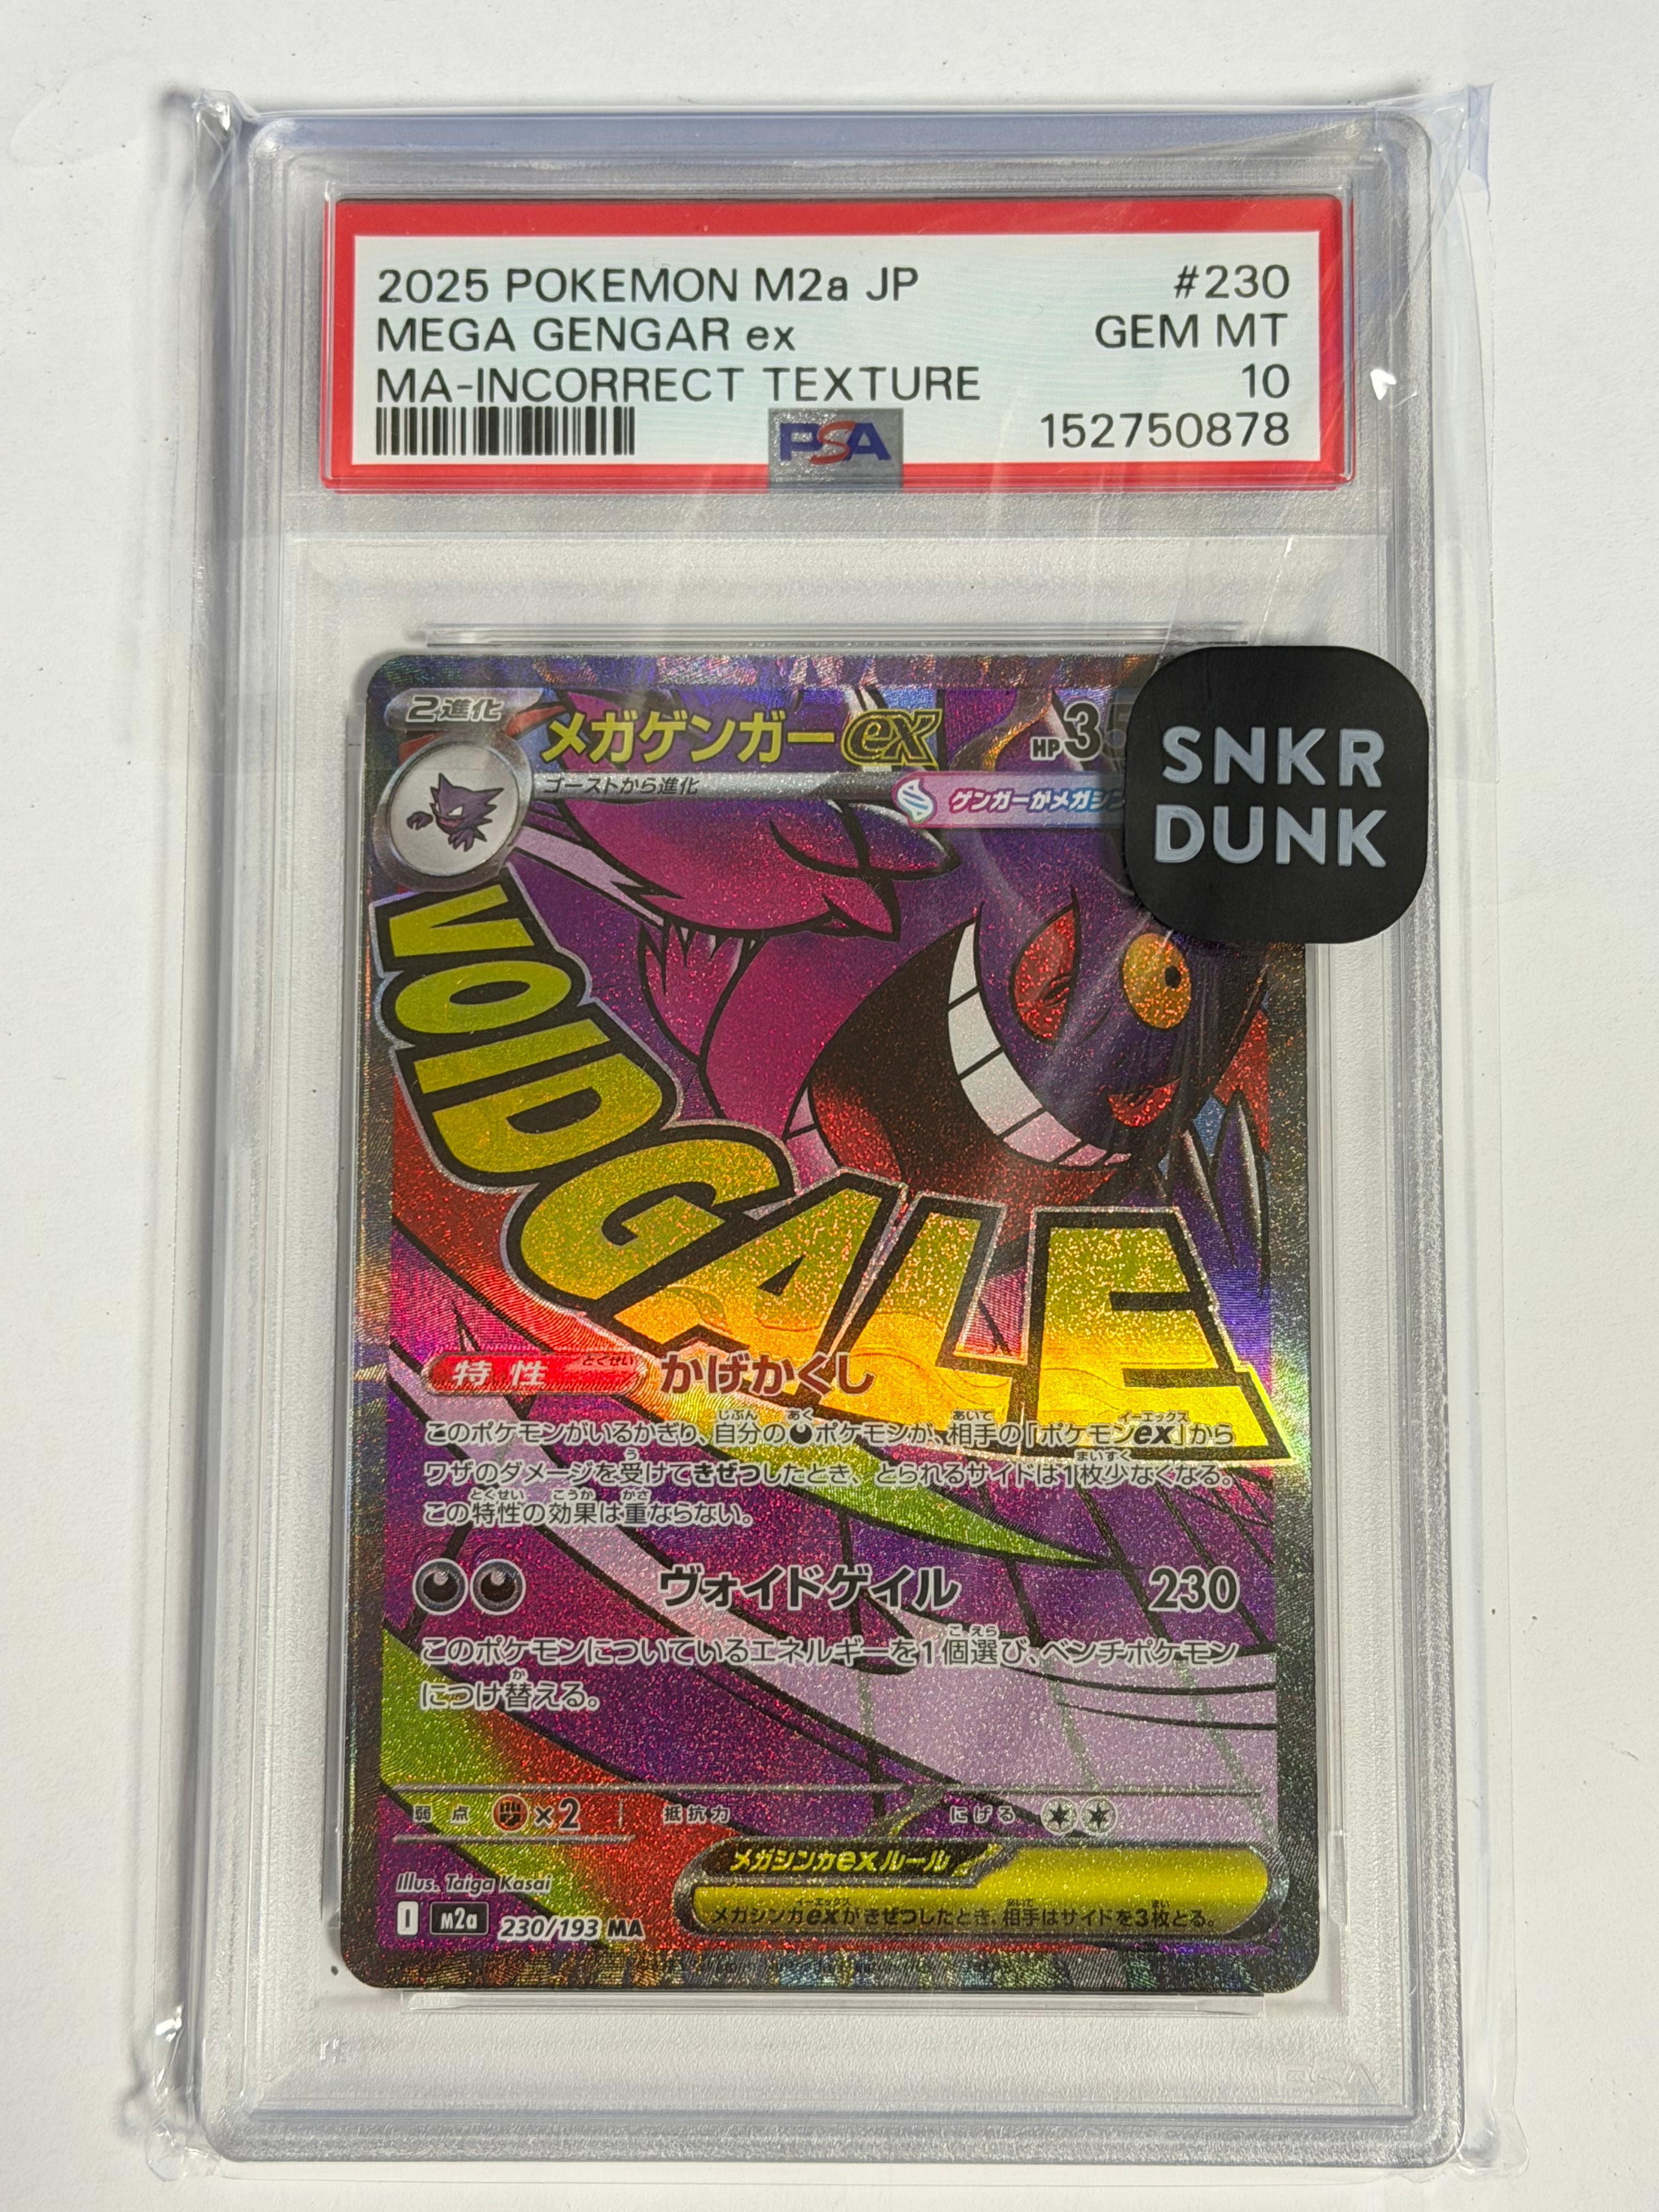 2025 POKEMON M2a JP #230
MEGA GENGAR ex GEM MT
MA-INCORRECT TEXTURE 10
PSA 152750878
2進化 メガゲンガーex HP35
ゴーストから進化 ゲンガーがメガシン
SNKR
DUNK
VOID GALE
特性 とくせい かげかくし
このポケモンがいるかぎり、自分の悪ポケモンが、相手の「ポケモンex」から
ワザのダメージを受けてきぜつしたとき、とられるサイドは1枚少なくなる。
この特性の効果は重ならない。
ヴォイドゲイル 230
このポケモンについているエネルギーを1個選び、ベンチポケモン
につけ替える。
弱点 ×2 抵抗力 にげる
メガシンカexルール
メガシンカexがきぜつしたとき、相手はサイドを3枚とる。
Illus. Taiga Kasai
I M2a 230/193 MA